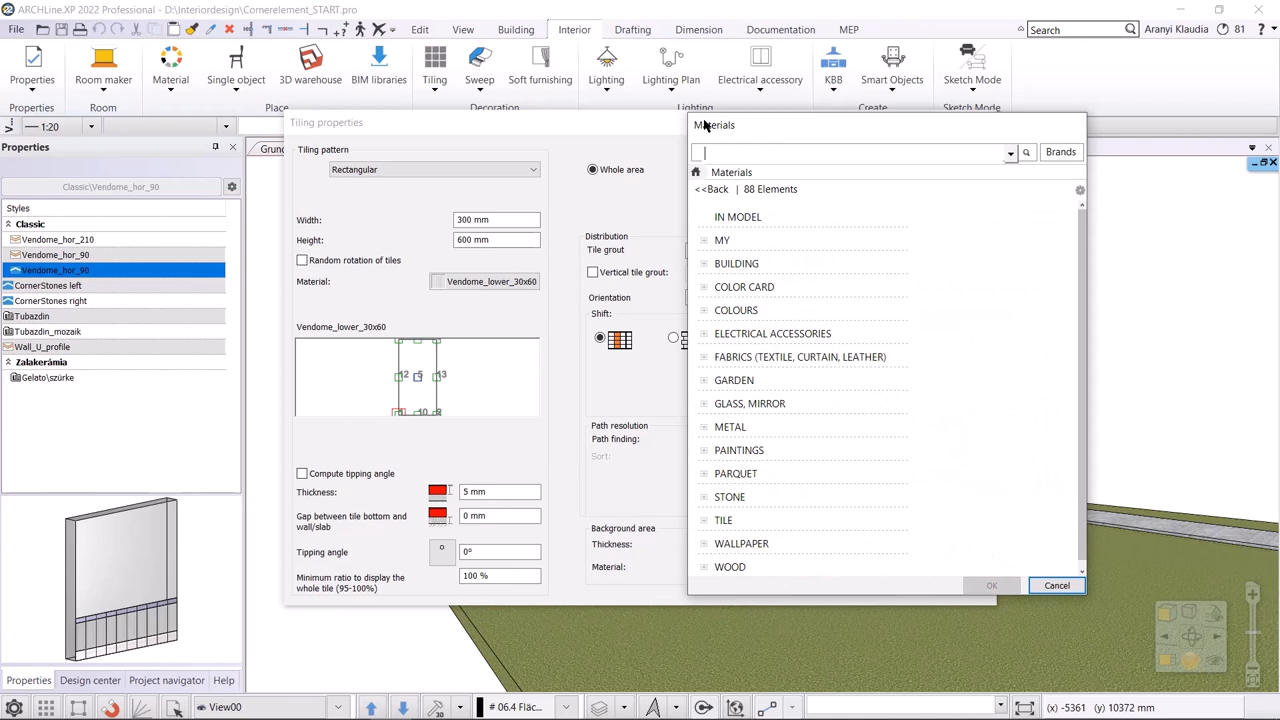 ARCHLine.XP 2022 Professional - D:\Interiordesign\Cornerelement_START.pro
File
Edit
View
Building
Interior
Drafting
Dimension
Documentation
MEP
Search
Aranyi Klaudia
81
Properties
Room maker
Material
Single object
3D warehouse
BIM libraries
Tiling
Sweep
Soft furnishing
Lighting
Lighting Plan
Electrical accessory
KBB
Smart Objects
Sketch Mode
Properties
Room
Place
Decoration
Lighting
Create
Sketch Mode
1:20
Properties
Classic\Vendome_hor_90
Styles
Classic
Vendome_hor_210
Vendome_hor_90
Vendome_hor_90
CornerStones left
CornerStones right
Tubazdin
Tubazdin_mozaik
Wall_U_profile
Zalakerámia
Gelato\szürke
Properties
Design center
Project navigator
Help
Tiling properties
Tiling pattern
Rectangular
Width:
300 mm
Height:
600 mm
Random rotation of tiles
Material:
Vendome_lower_30x60
Vendome_lower_30x60
12
5
13
10
Compute tipping angle
Thickness:
5 mm
Gap between tile bottom and
wall/slab
0 mm
Tipping angle
0°
Minimum ratio to display the
whole tile (95-100%)
100 %
Whole area
Distribution
Tile grout
Vertical tile grout:
Orientation
Shift:
Path resolution
Path finding:
Sort:
Background area
Thickness:
Material:
Materials
Brands
Materials
<<Back | 88 Elements
IN MODEL
MY
BUILDING
COLOR CARD
COLOURS
ELECTRICAL ACCESSORIES
FABRICS (TEXTILE, CURTAIN, LEATHER)
GARDEN
GLASS, MIRROR
METAL
PAINTINGS
PARQUET
STONE
TILE
WALLPAPER
WOOD
OK
Cancel
View00
# 06.4 Fläc
(x) -5361
(y) 10372 mm